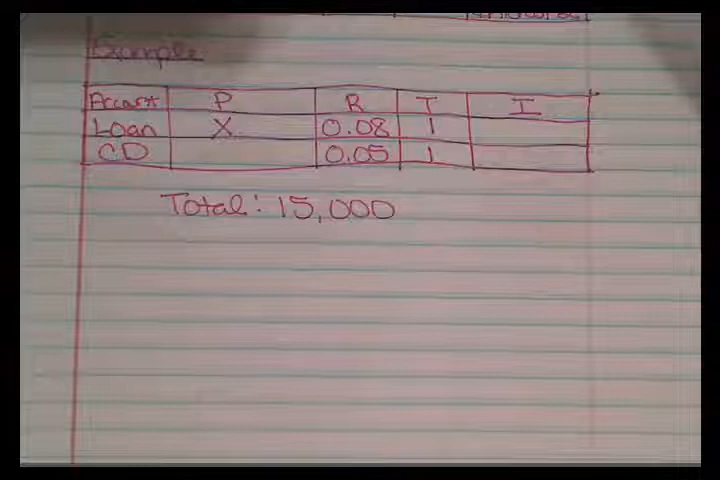 Example
Account P R T I
Loan X 0.08 1
CD 0.05 1
Total: 15,000